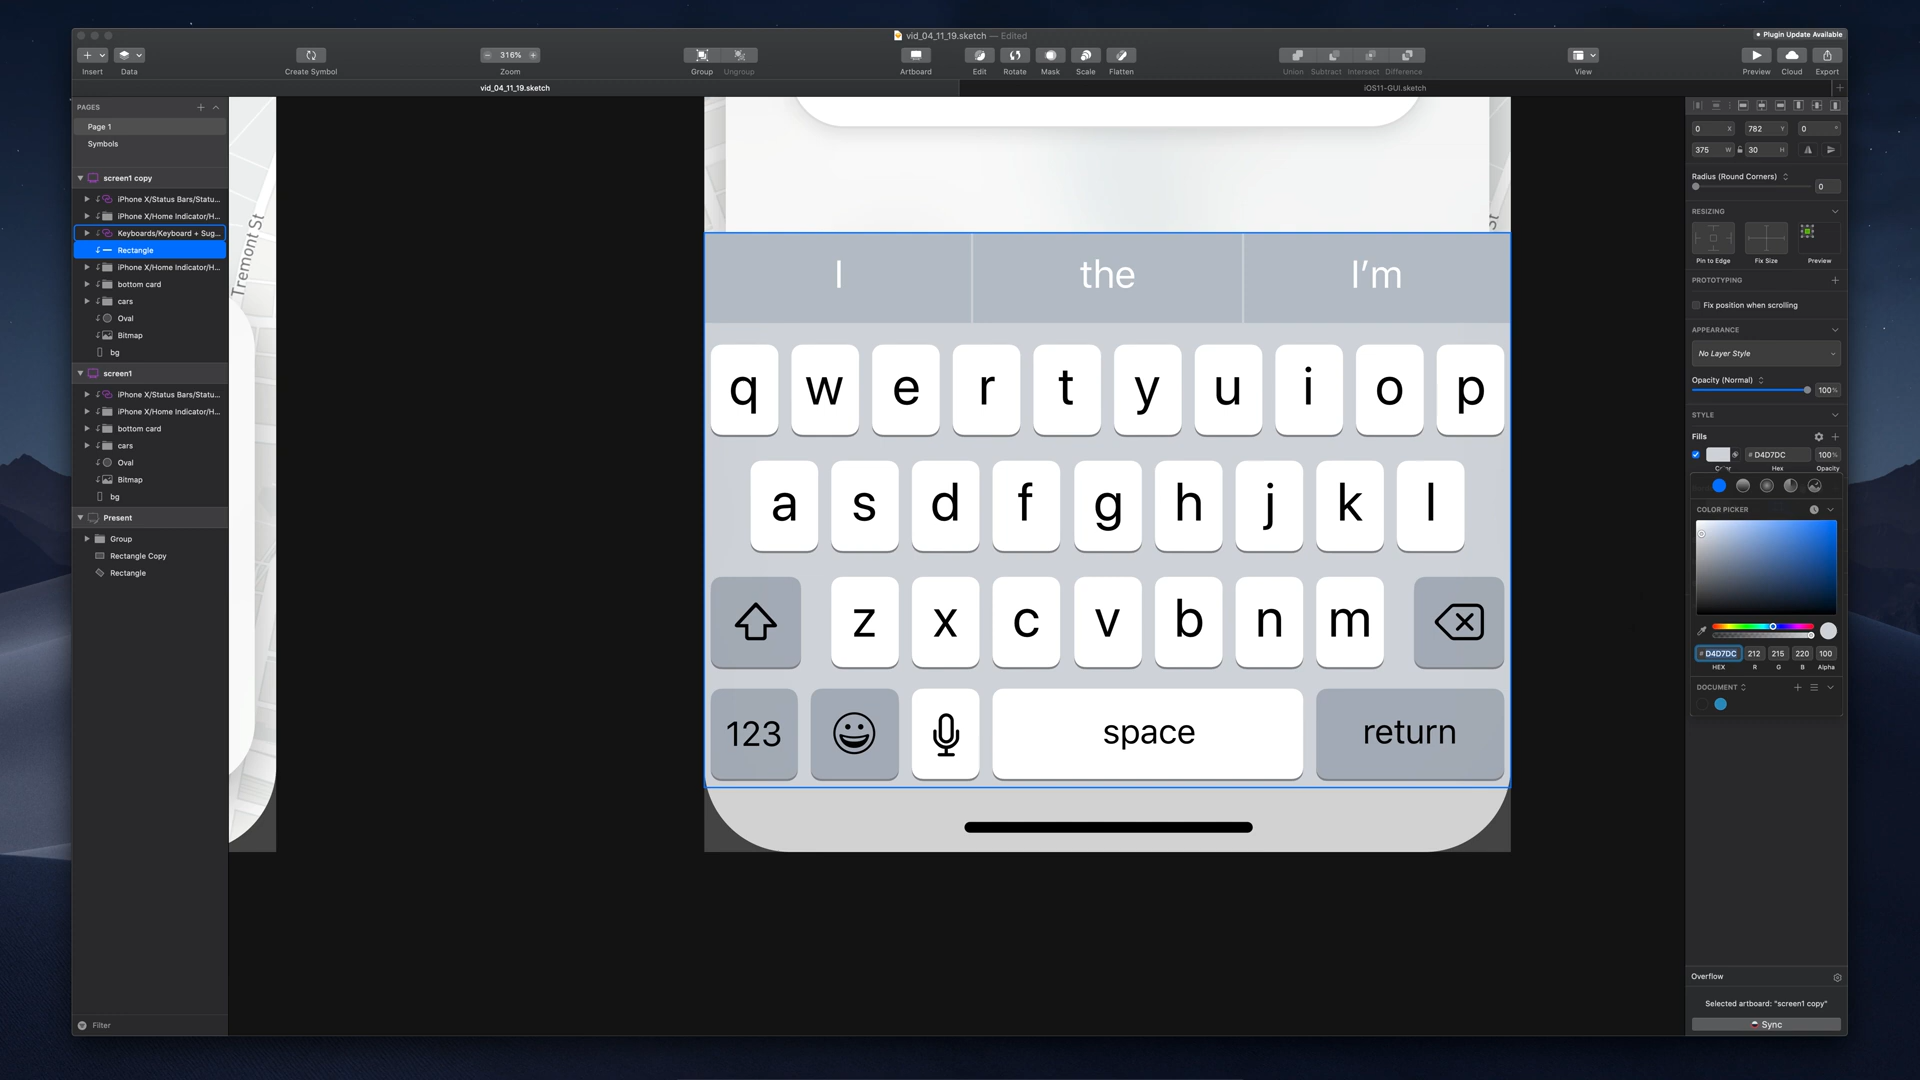 vid_04_11_19.sketch — Edited
Plugin Update Available
316%
Insert
Data
Create Symbol
Zoom
Group
Ungroup
Artboard
Edit
Rotate
Mask
Scale
Flatten
Union
Subtract
Intersect
Difference
View
Preview
Cloud
Export
vid_04_11_19.sketch
iOS11-GUI.sketch
PAGES
Page 1
Symbols
screen1 copy
iPhone X/Status Bars/Statu...
iPhone X/Home Indicator/H...
Keyboards/Keyboard + Sug...
Rectangle
iPhone X/Home Indicator/H...
bottom card
cars
Oval
Bitmap
bg
screen1
iPhone X/Status Bars/Statu...
iPhone X/Home Indicator/H...
bottom card
cars
Oval
Bitmap
bg
Present
Group
Rectangle Copy
Rectangle
Filter
Tremont St
I
the
I’m
q w e r t y u i o p
a s d f g h j k l
z x c v b n m
123
space
return
0 X 782 Y 0 °
375 W 30 H
Radius (Round Corners)
0
RESIZING
Pin to Edge
Fix Size
Preview
PROTOTYPING
Fix position when scrolling
APPEARANCE
No Layer Style
Opacity (Normal)
100%
STYLE
Fills
# D4D7DC
100%
Color
Hex
Opacity
COLOR PICKER
# D4D7DC 212 215 220 100
HEX R G B Alpha
DOCUMENT
Overflow
Selected artboard: "screen1 copy"
Sync